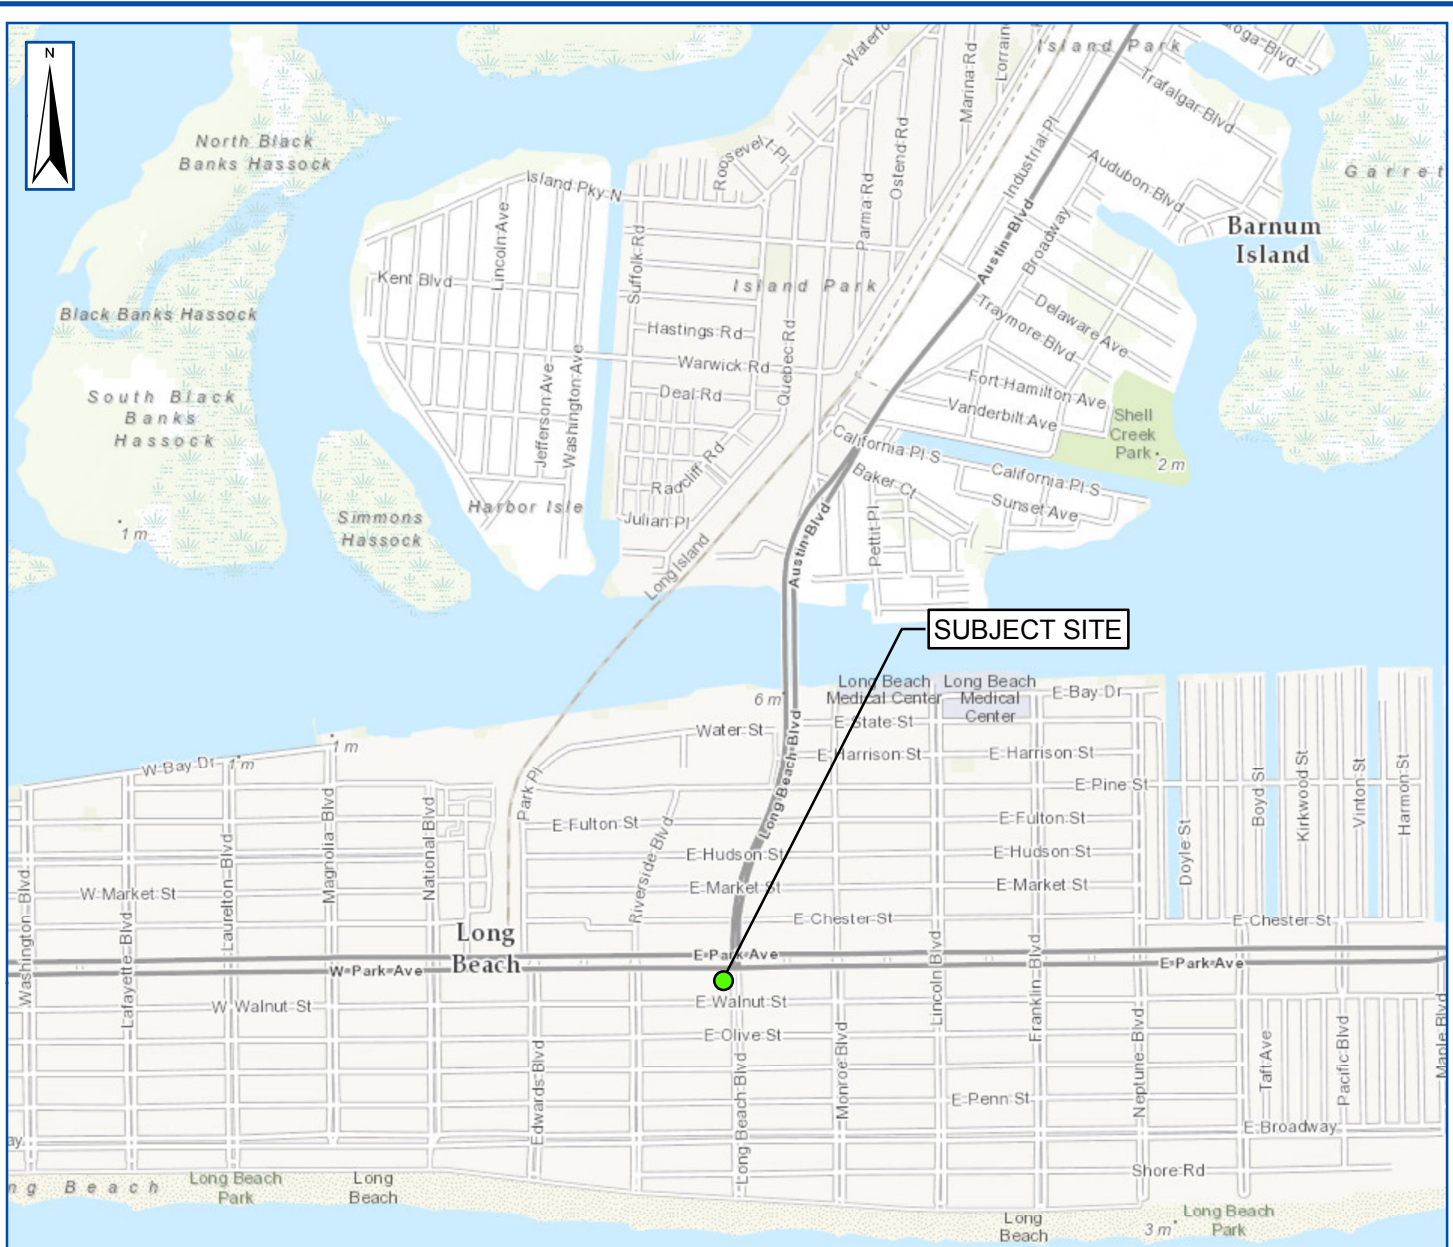 N
Island Park
Waterfo
Marina Rd
Lorrain
toga-Blvd
Trafalgar-Blvd
North Black
Banks Hassock
Roosevelt-Pl
Ostend-Rd
Industrial-Pl
Audubon-Blvd
Garret
Island-Pky-N
Lincoln-Ave
Parma-Rd
Broadway
Austin-Blvd
Barnum
Island
Suffolk-Rd
Kent Blvd
Island Park
Black Banks Hassock
Hastings-Rd
Delaware-Ave
Traymore-Blvd
Warwick-Rd
Quebec-Rd
Deal-Rd
Jefferson-Ave
Washington-Ave
Fort-Hamilton-Ave
Vanderbilt-Ave
South Black
Banks
Hassock
Shell
Creek
Park
2 m
California-Pl-S
California-Pl-S
Baker-Ct
Sunset-Ave
Radcliff-Rd
Harbor Isle
Julian-Pl
Simmons
Hassock
1 m
Pettit-Pl
Austin-Blvd
Long-Island
SUBJECT SITE
Long Beach
Medical Center
Long Beach
Medical
Center
E-Bay-Dr
6 m
Water-St
E-State-St
E-Harrison-St
E-Harrison-St
1 m
W-Bay-Dr
1 m
Park-Pl
Long-Beach-Blvd
E-Pine-St
E-Fulton-St
E-Fulton-St
Magnolia-Blvd
National-Blvd
Riverside-Blvd
E-Hudson-St
E-Hudson-St
Doyle-St
Boyd-St
Kirkwood-St
Vinton-St
Harmon-St
W-Market-St
E-Market-St
E-Market-St
Washington-Blvd
Lafayette-Blvd
Laurelton-Blvd
E-Chester-St
E-Chester-St
Long
Beach
E-Park-Ave
W-Park-Ave
E-Park-Ave
Lincoln-Blvd
Franklin-Blvd
W-Walnut-St
E-Walnut-St
E-Olive-St
Edwards-Blvd
Long-Beach-Blvd
Monroe-Blvd
Neptune-Blvd
Taft-Ave
Pacific-Blvd
Maple-Blvd
E-Penn-St
E-Broadway
ay
Shore-Rd
ng Beach
Long Beach
Park
Long
Beach
Long
Beach
3 m
Long Beach
Park